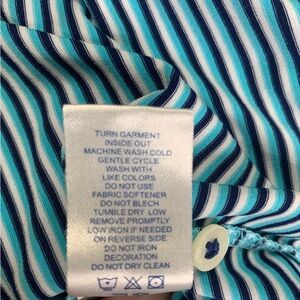 TURN GARMENT
INSIDE OUT
MACHINE WASH COLD
GENTLE CYCLE
WASH WITH
LIKE COLORS
DO NOT USE
FABRIC SOFTENER
DO NOT BLECH
TUMBLE DRY LOW
REMOVE PROMPTLY
LOW IRON IF NEEDED
ON REVERSE SIDE
DO NOT IRON
DECORATION
DO NOT DRY CLEAN